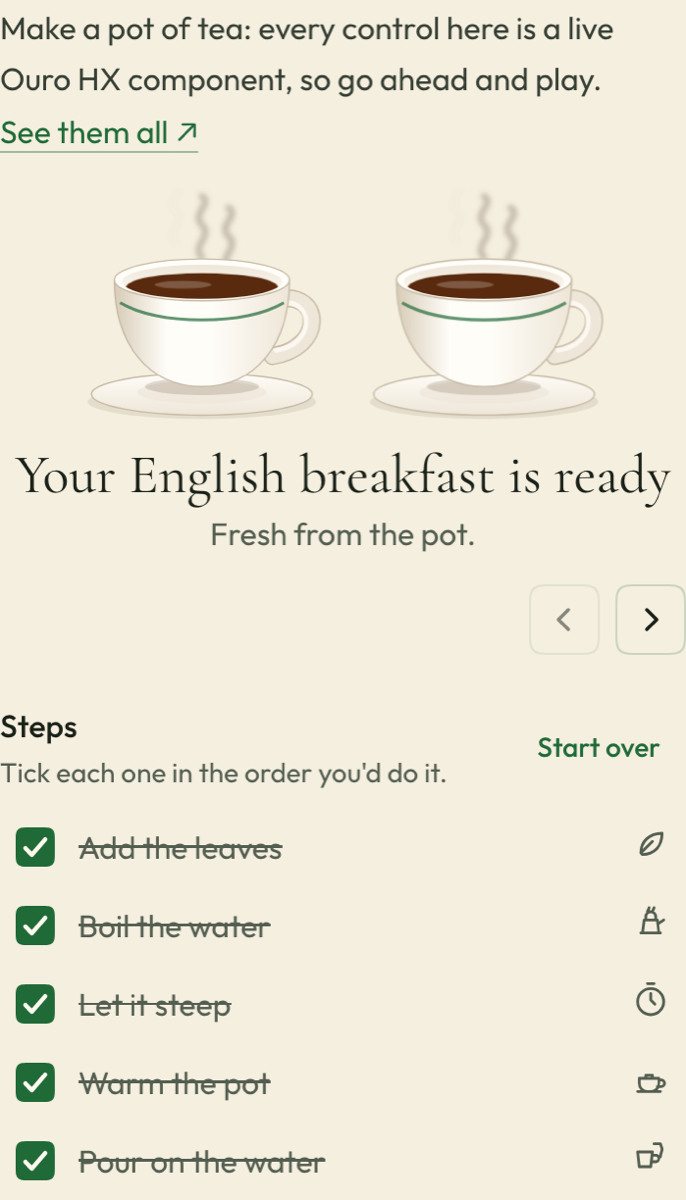 Make a pot of tea: every control here is a live
Ouro HX component, so go ahead and play.
See them all ↗
Your English breakfast is ready
Fresh from the pot.
Steps
Tick each one in the order you'd do it.
Start over
Add the leaves
Boil the water
Let it steep
Warm the pot
Pour on the water